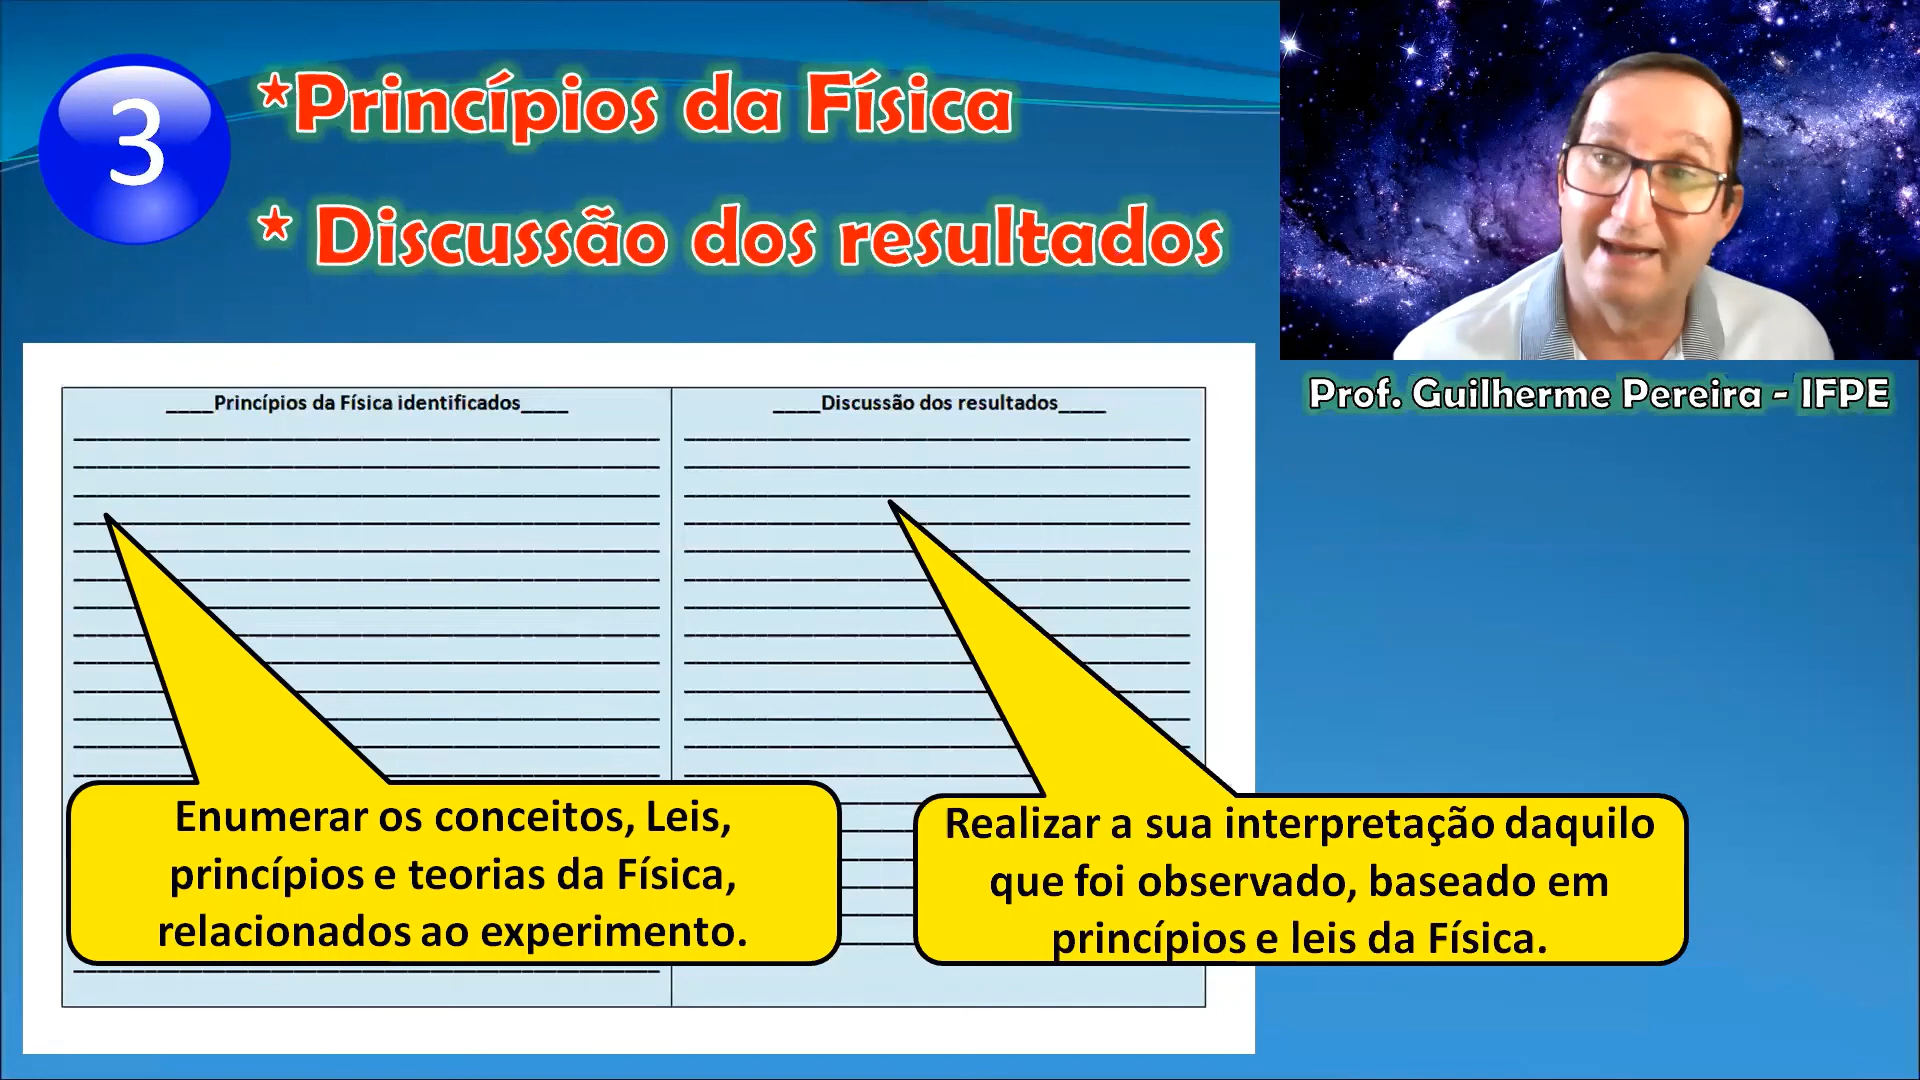 3
*Princípios da Física
* Discussão dos resultados
Prof. Guilherme Pereira - IFPE
____Princípios da Física identificados____
____Discussão dos resultados____
Enumerar os conceitos, Leis,
princípios e teorias da Física,
relacionados ao experimento.
Realizar a sua interpretação daquilo
que foi observado, baseado em
princípios e leis da Física.